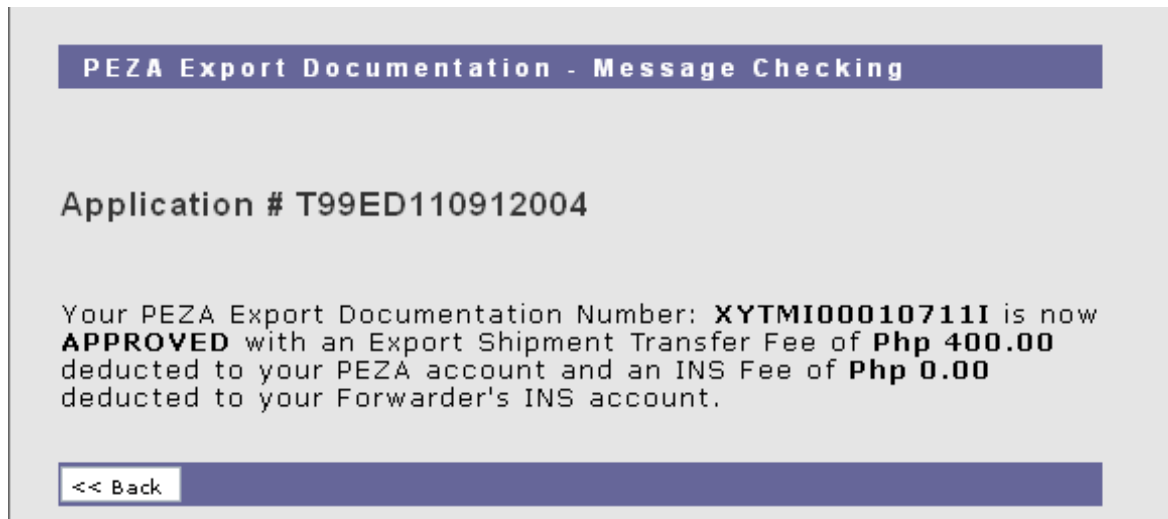 PEZA Export Documentation - Message Checking
Application # T99ED110912004
Your PEZA Export Documentation Number: XYTMI00010711I is now
APPROVED with an Export Shipment Transfer Fee of Php 400.00
deducted to your PEZA account and an INS Fee of Php 0.00
deducted to your Forwarder's INS account.
<< Back